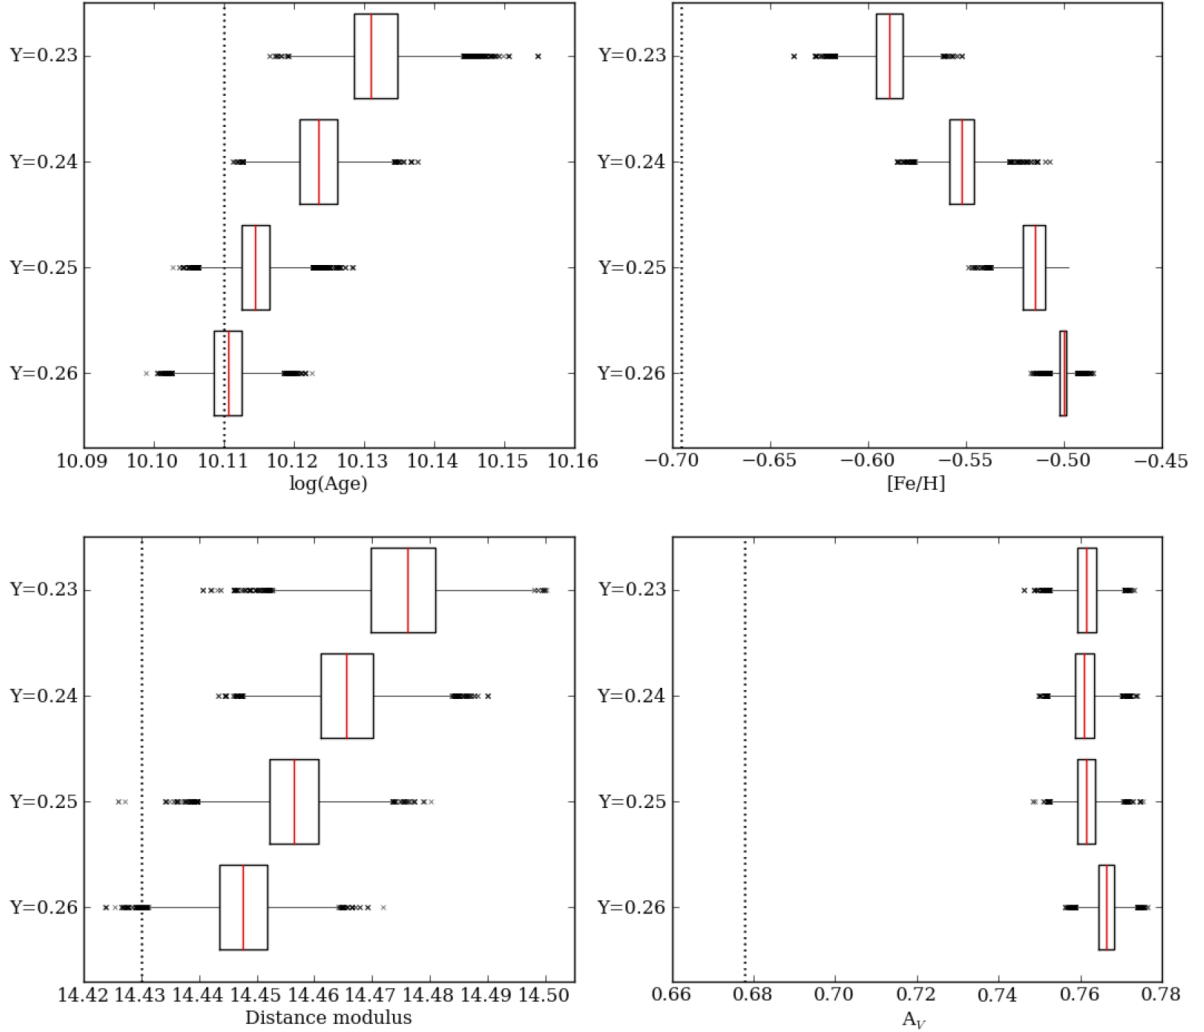 Y=0.23
Y=0.24
Y=0.25
Y=0.26
10.09 10.10 10.11 10.12 10.13 10.14 10.15 10.16
log(Age)
Y=0.23
Y=0.24
Y=0.25
Y=0.26
−0.70 −0.65 −0.60 −0.55 −0.50 −0.45
[Fe/H]
Y=0.23
Y=0.24
Y=0.25
Y=0.26
14.42 14.43 14.44 14.45 14.46 14.47 14.48 14.49 14.50
Distance modulus
Y=0.23
Y=0.24
Y=0.25
Y=0.26
0.66 0.68 0.70 0.72 0.74 0.76 0.78
A_V